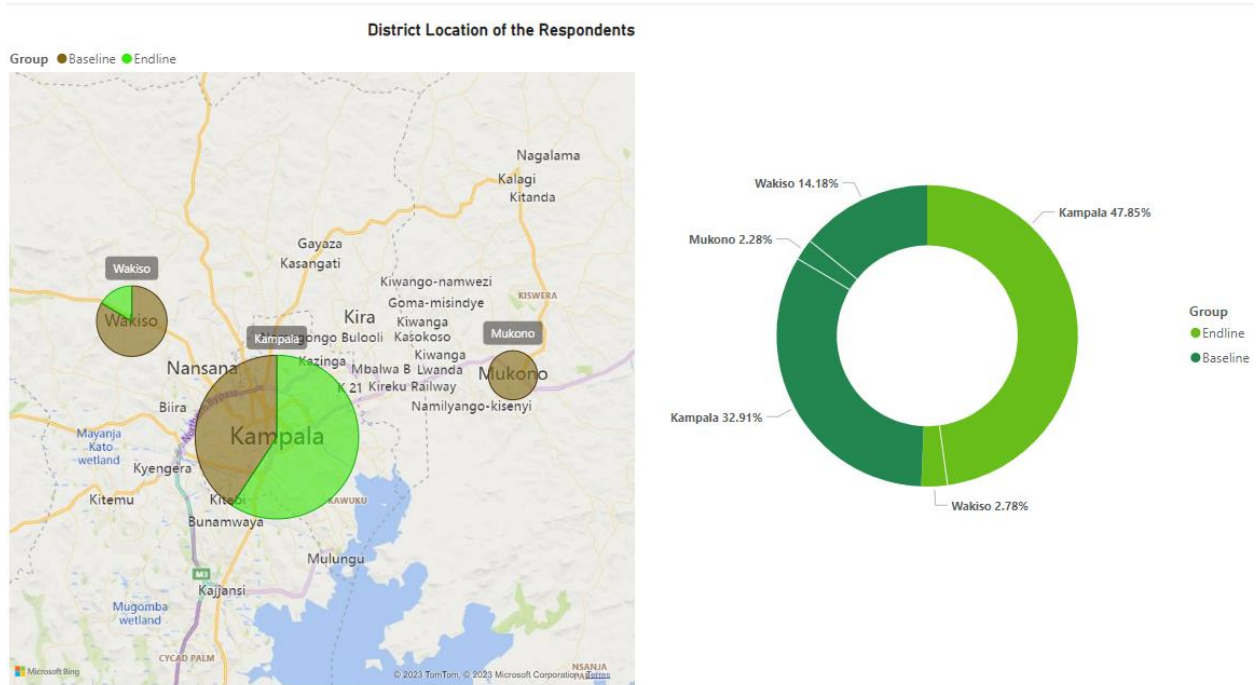 District Location of the Respondents
Group Baseline Endline
Nagalama
Kalagi
Kitanda
Gayaza
Kasangati
Wakiso
Kiwango-namwezi
Goma-misindye
KISWERA
Wakiso
Kira
Kiwanga
Kampala
Bulooli
Kasokoso
Mukono
Nansana
Kazinga
Kiwanga
Mbalwa B
Lwanda
Mukono
K 21
Kireku Railway
Biira
Namilyango-kisenyi
Northern Bypass
Mayanja
Kato
wetland
Kampala
Kyengera
Kitemu
Kitebi
KAWUKU
Bunamwaya
Mulungu
M3
Kajjansi
Mugomba
wetland
CYCAD PALM
NSANJA
Microsoft Bing
© 2023 TomTom, © 2023 Microsoft Corporation, Terms
Wakiso 14.18%
Kampala 47.85%
Mukono 2.28%
Kampala 32.91%
Wakiso 2.78%
Group
Endline
Baseline